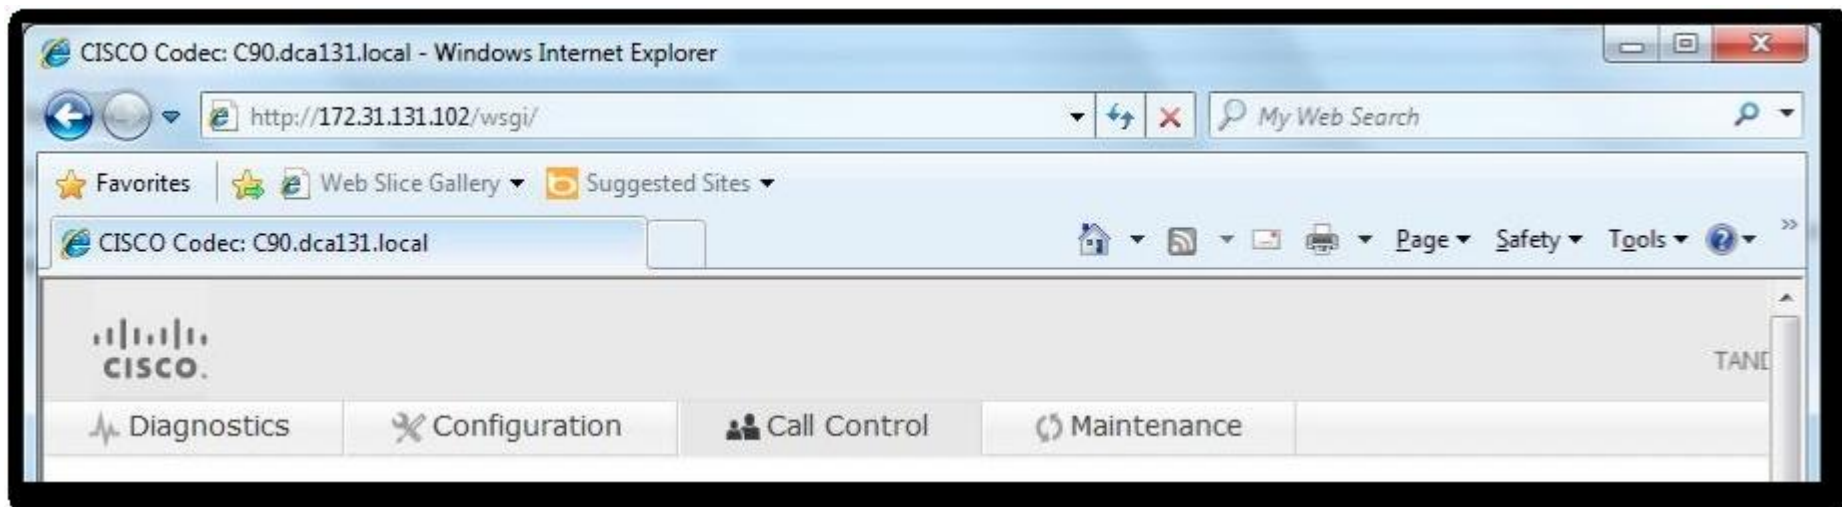 CISCO Codec: C90.dca131.local - Windows Internet Explorer
http://172.31.131.102/wsgi/ My Web Search
Favorites Web Slice Gallery Suggested Sites
CISCO Codec: C90.dca131.local Page Safety Tools
CISCO.
TAND
Diagnostics Configuration Call Control Maintenance